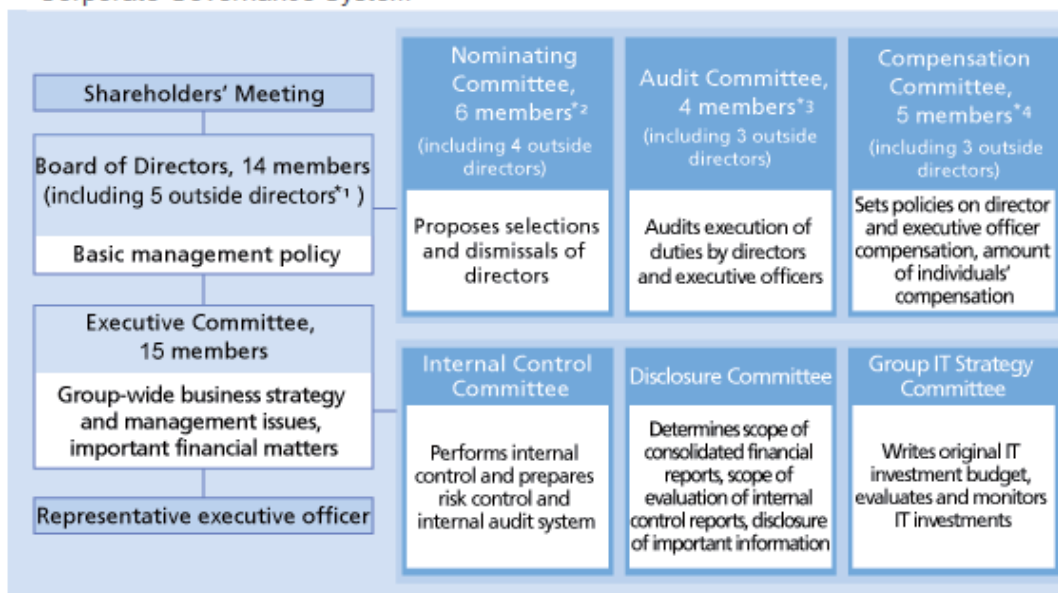 Shareholders' Meeting
Board of Directors, 14 members
(including 5 outside directors*1 )
Basic management policy
Executive Committee,
15 members
Group-wide business strategy
and management issues,
important financial matters
Representative executive officer
Nominating
Committee,
6 members*2
(including 4 outside
directors)
Proposes selections
and dismissals of
directors
Audit Committee,
4 members*3
(including 3 outside
directors)
Audits execution of
duties by directors
and executive officers
Compensation
Committee,
5 members*4
(including 3 outside
directors)
Sets policies on director
and executive officer
compensation, amount
of individuals'
compensation
Internal Control
Committee
Performs internal
control and prepares
risk control and
internal audit system
Disclosure Committee
Determines scope of
consolidated financial
reports, scope of
evaluation of internal
control reports, disclosure
of important information
Group IT Strategy
Committee
Writes original IT
investment budget,
evaluates and monitors
IT investments